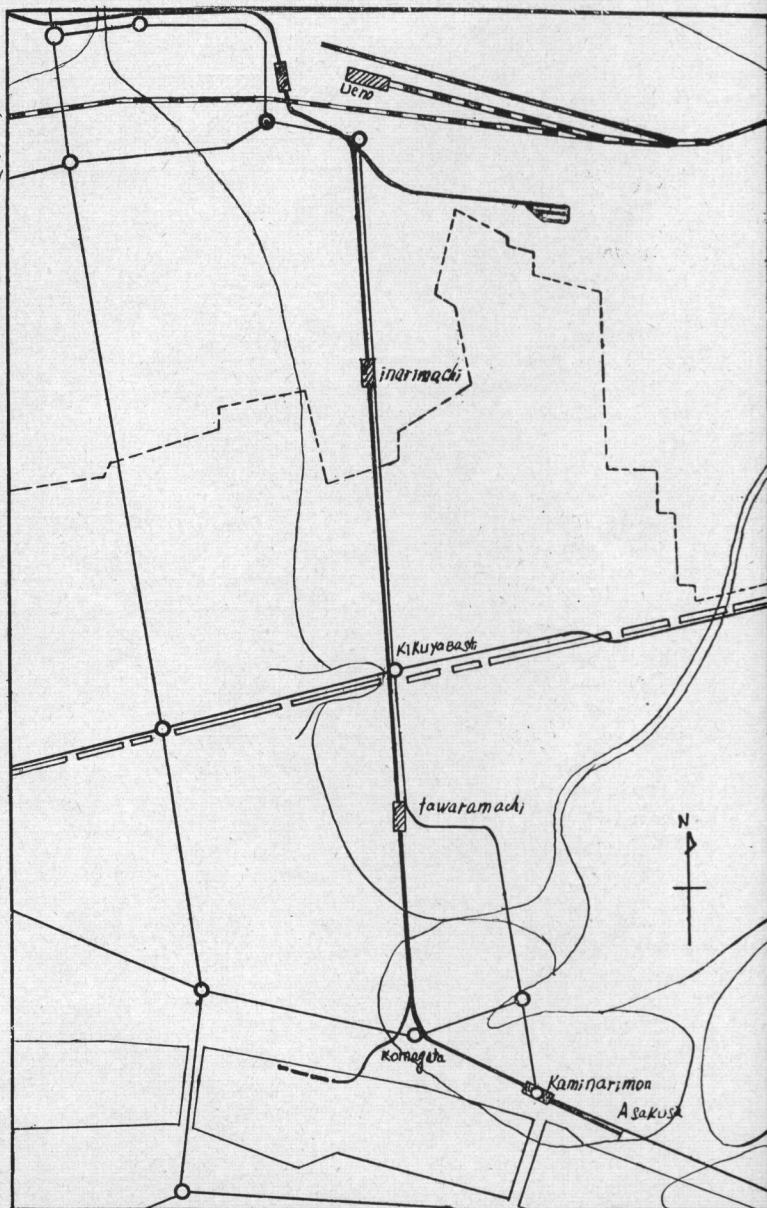 Ueno
inarimachi
Kikuyabashi
tawaramachi
N
Komagata
Kaminarimon
Asakusa